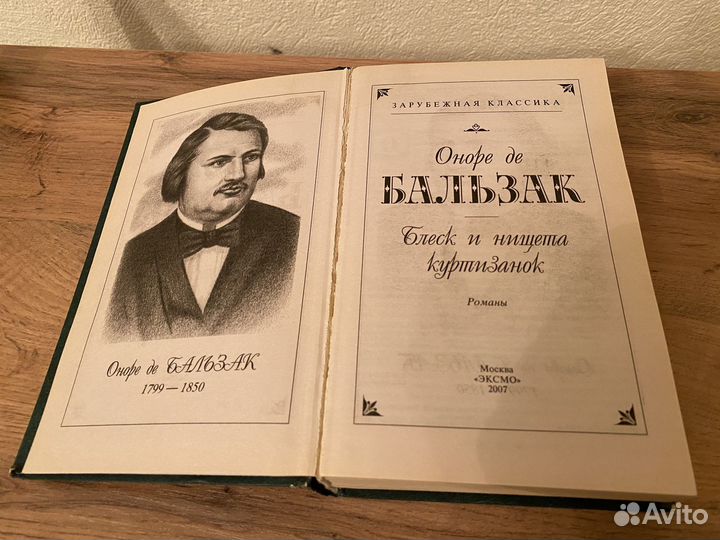 Оноре де БАЛЬЗАК
1799 — 1850
ЗАРУБЕЖНАЯ КЛАССИКА
Оноре де
БАЛЬЗАК
Блеск и нищета
куртизанок
Романы
Москва
«ЭКСМО»
2007
Avito